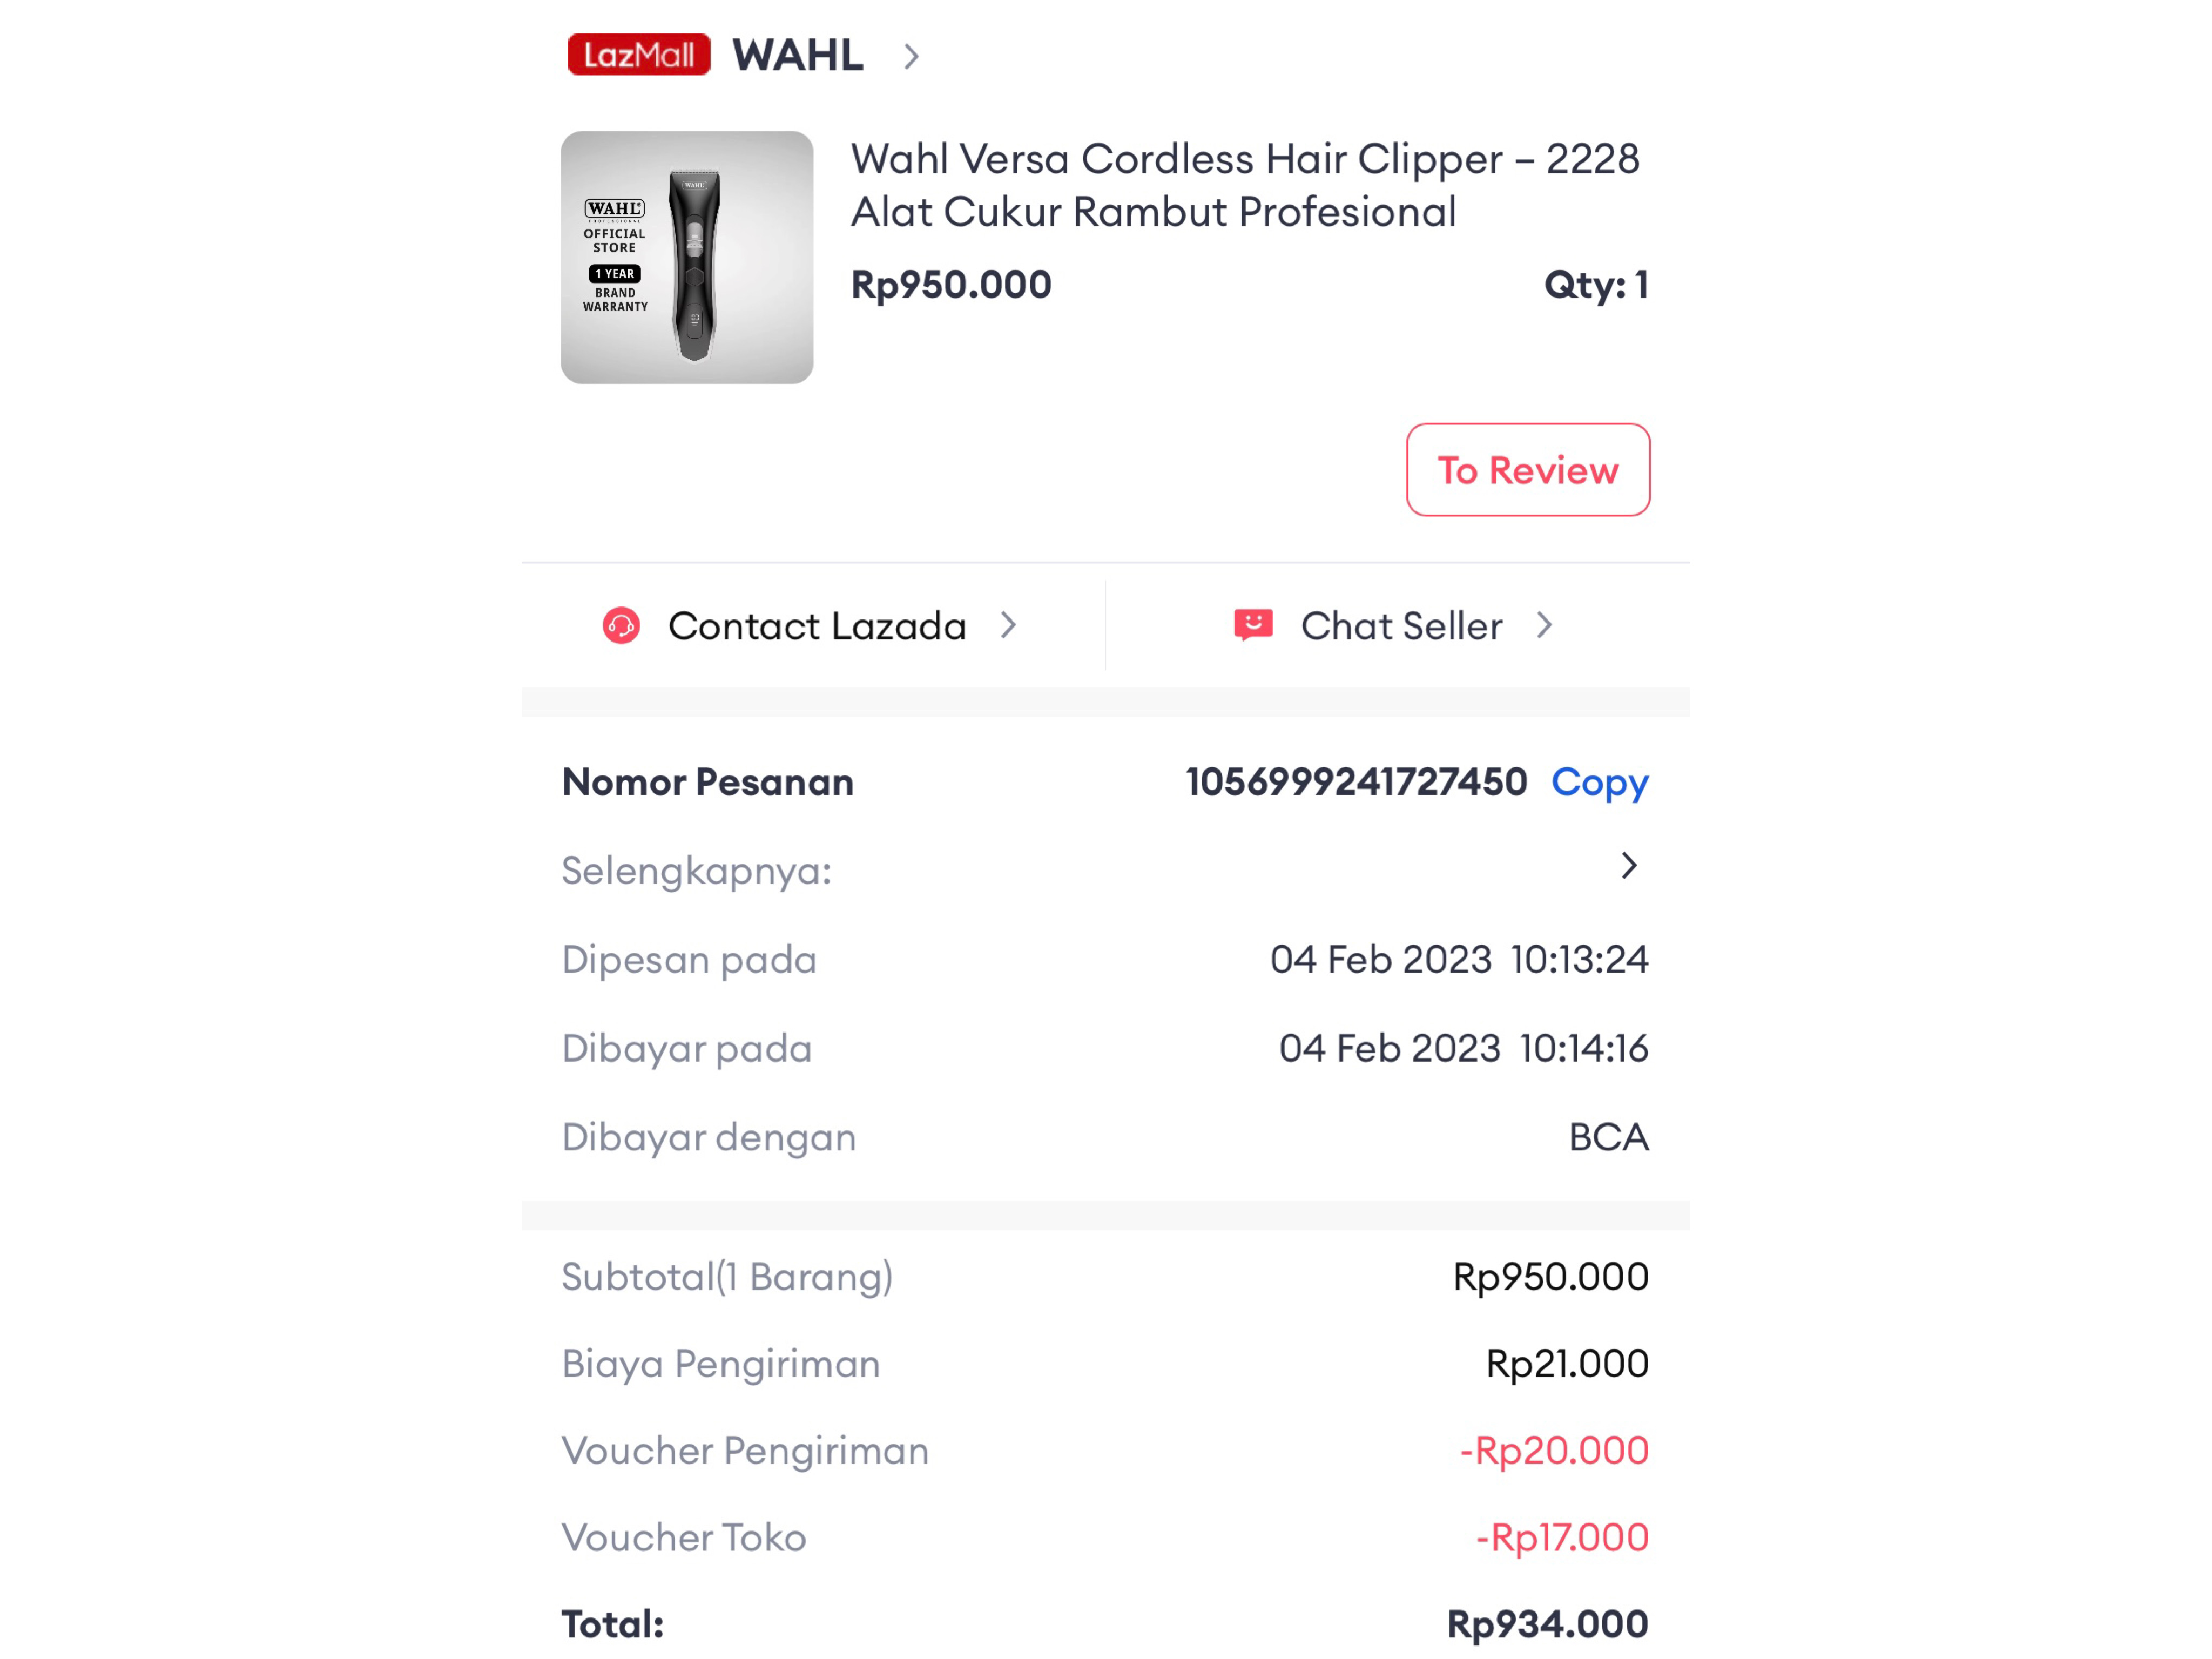 LazMall WAHL
WAHL
WAHL
PROFESSIONAL
OFFICIAL
STORE
1 YEAR
BRAND
WARRANTY
Wahl Versa Cordless Hair Clipper – 2228
Alat Cukur Rambut Profesional
Rp950.000 Qty: 1
To Review
Contact Lazada Chat Seller
Nomor Pesanan 1056999241727450 Copy
Selengkapnya:
Dipesan pada 04 Feb 2023 10:13:24
Dibayar pada 04 Feb 2023 10:14:16
Dibayar dengan BCA
Subtotal(1 Barang) Rp950.000
Biaya Pengiriman Rp21.000
Voucher Pengiriman -Rp20.000
Voucher Toko -Rp17.000
Total: Rp934.000